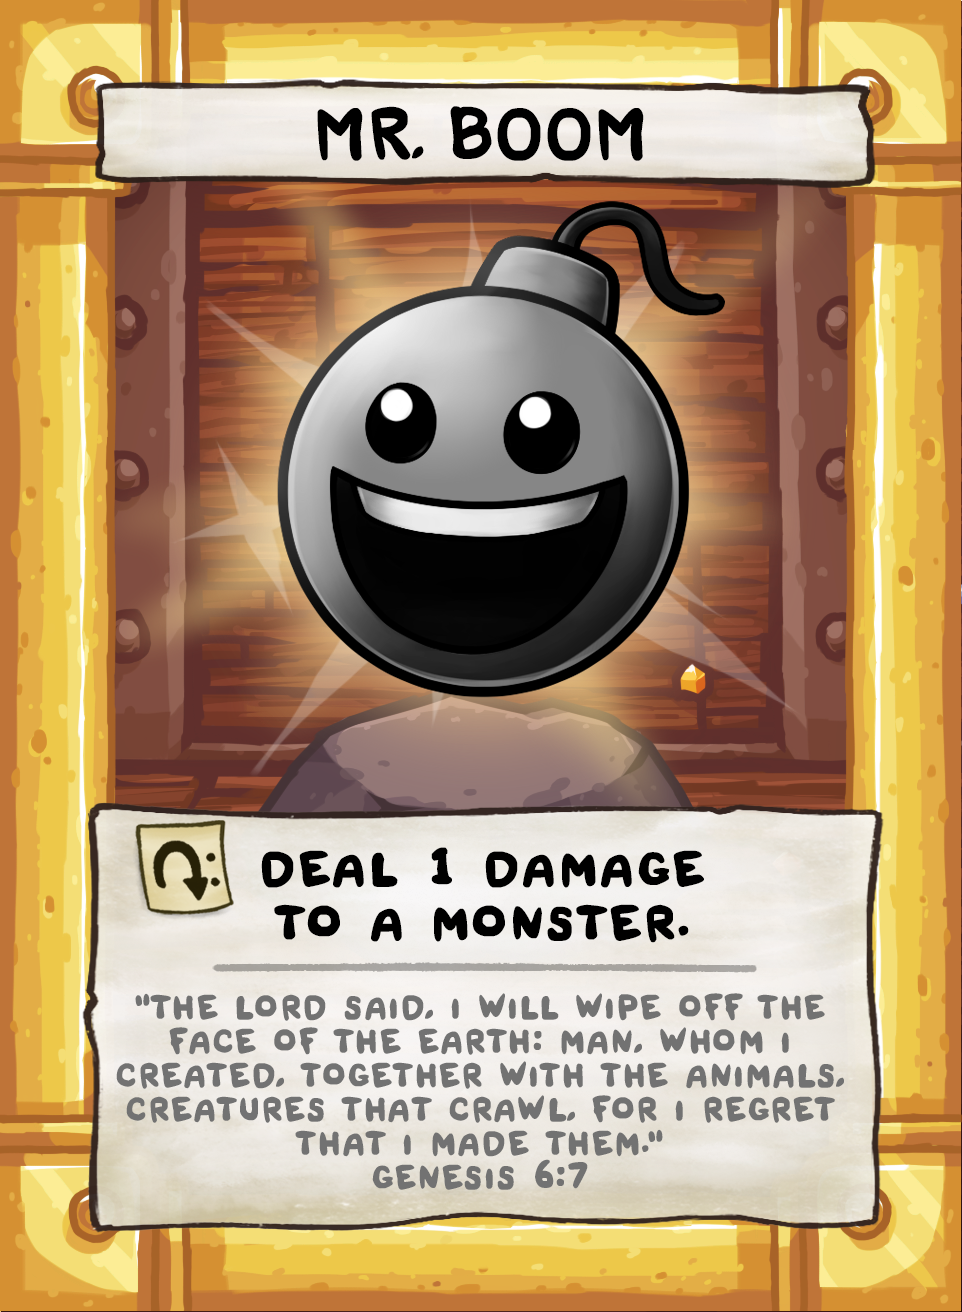 MR. BOOM
DEAL 1 DAMAGE
TO A MONSTER.
"THE LORD SAID, I WILL WIPE OFF THE
FACE OF THE EARTH: MAN, WHOM I
CREATED, TOGETHER WITH THE ANIMALS,
CREATURES THAT CRAWL, FOR I REGRET
THAT I MADE THEM."
GENESIS 6:7